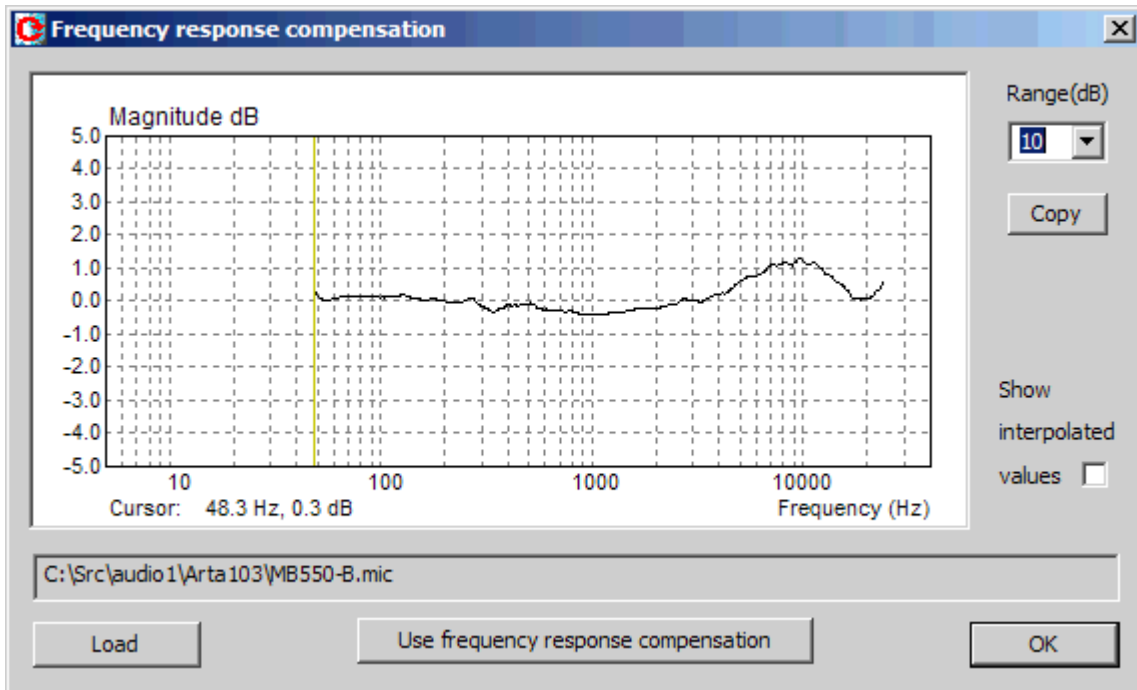 Frequency response compensation
Magnitude dB
5.0
4.0
3.0
2.0
1.0
0.0
-1.0
-2.0
-3.0
-4.0
-5.0
10 100 1000 10000
Cursor: 48.3 Hz, 0.3 dB Frequency (Hz)
Range(dB)
10
Copy
Show
interpolated
values
C:\Src\audio1\Arta103\MB550-B.mic
Load
Use frequency response compensation
OK